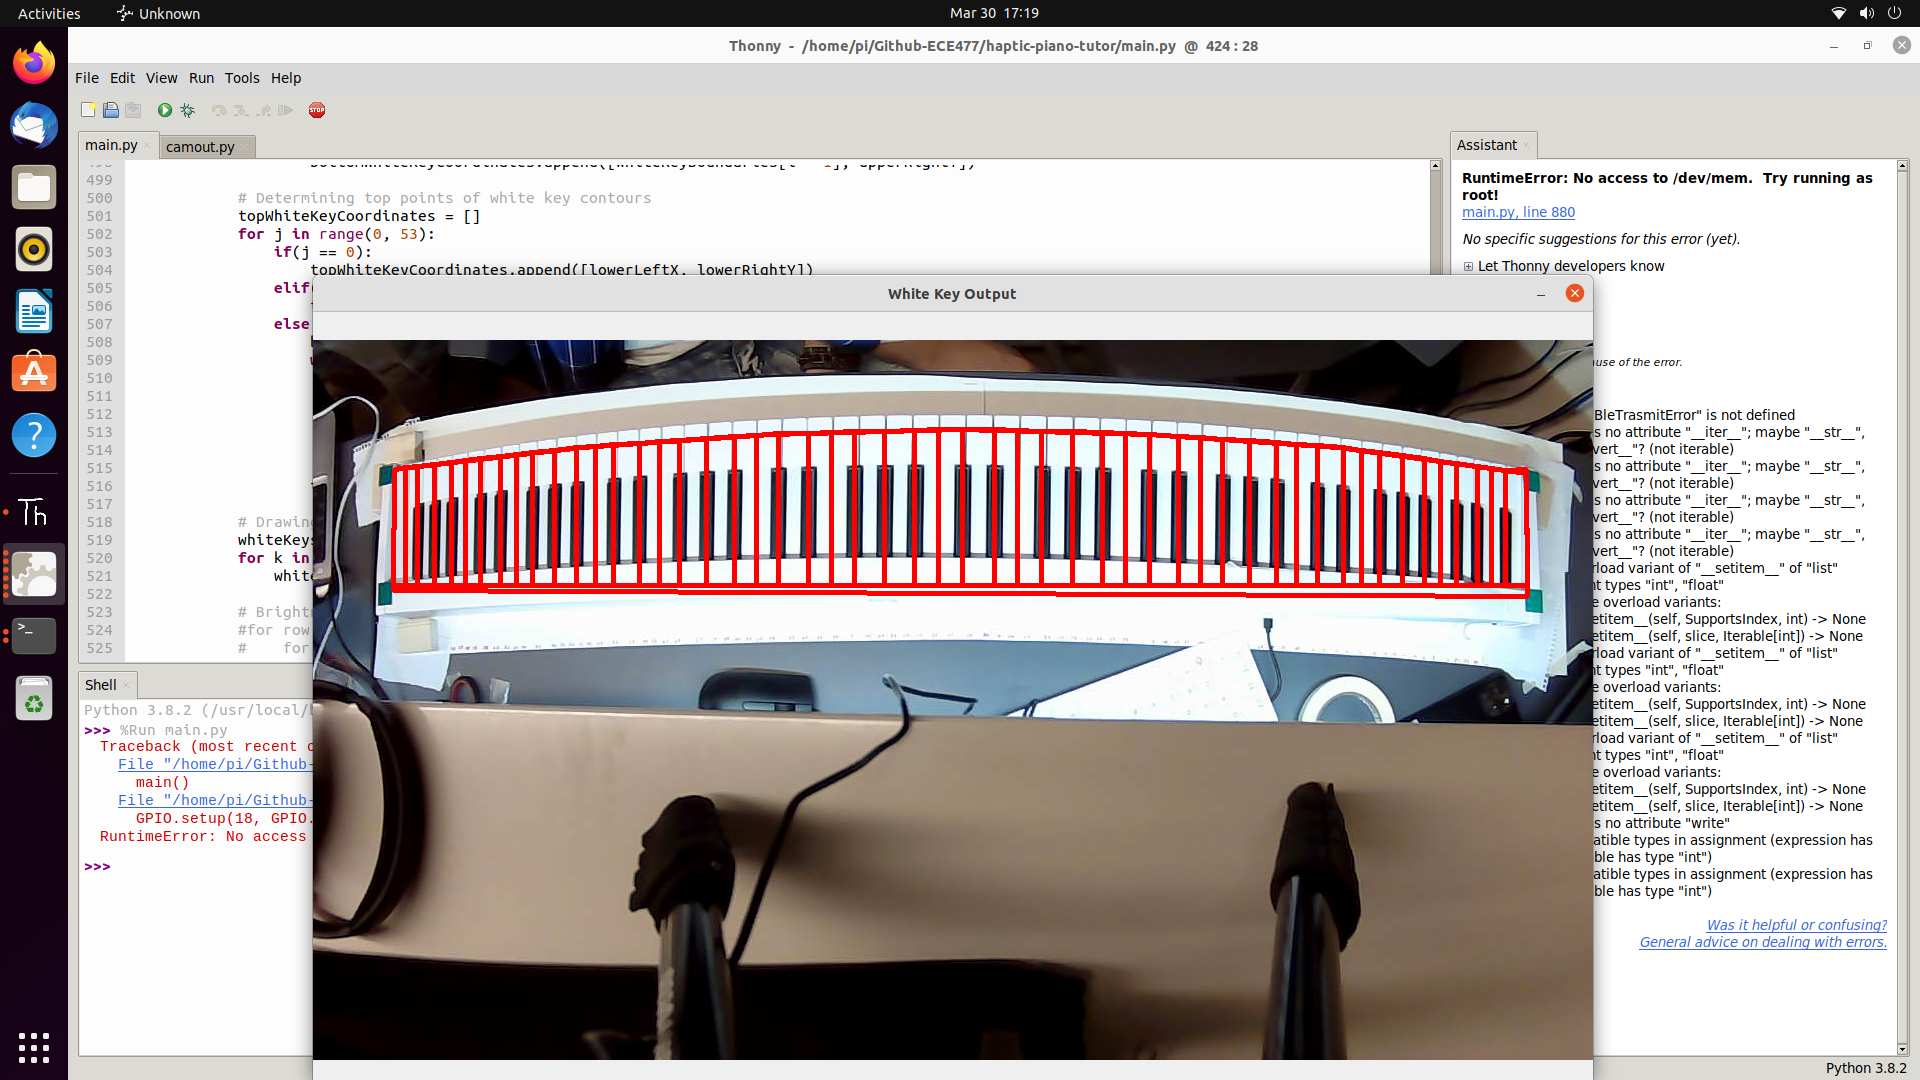 Activities
Unknown
Mar 30 17:19
Thonny - /home/pi/Github-ECE477/haptic-piano-tutor/main.py @ 424 : 28
File Edit View Run Tools Help
STOP
main.py
camout.py
499
500 # Determining top points of white key contours
501 topWhiteKeyCoordinates = []
502 for j in range(0, 53):
503 if(j == 0):
504 topWhiteKeyCoordinates.append([lowerLeftX, lowerRightY])
505 elif
506
507 else
508
509
510
511
512
513
514
515
516
517
518 # Drawin
519 whiteKeys
520 for k in
521 white
522
523 # Bright
524 #for row
525 # for
Shell
Python 3.8.2 (/usr/local/
>>> %Run main.py
Traceback (most recent
File "/home/pi/Github-
main()
File "/home/pi/Github-
GPIO.setup(18, GPIO.
RuntimeError: No access
>>>
White Key Output
Assistant
RuntimeError: No access to /dev/mem. Try running as
root!
main.py, line 880
No specific suggestions for this error (yet).
Let Thonny developers know
use of the error.
BleTrasmitError" is not defined
s no attribute "__iter__"; maybe "__str__",
vert__"? (not iterable)
s no attribute "__iter__"; maybe "__str__",
vert__"? (not iterable)
s no attribute "__iter__"; maybe "__str__",
vert__"? (not iterable)
s no attribute "__iter__"; maybe "__str__",
vert__"? (not iterable)
rload variant of "__setitem__" of "list"
nt types "int", "float"
e overload variants:
etitem__(self, SupportsIndex, int) -> None
etitem__(self, slice, Iterable[int]) -> None
rload variant of "__setitem__" of "list"
nt types "int", "float"
e overload variants:
etitem__(self, SupportsIndex, int) -> None
etitem__(self, slice, Iterable[int]) -> None
rload variant of "__setitem__" of "list"
nt types "int", "float"
e overload variants:
etitem__(self, SupportsIndex, int) -> None
etitem__(self, slice, Iterable[int]) -> None
s no attribute "write"
atible types in assignment (expression has
ble has type "int")
atible types in assignment (expression has
ble has type "int")
Was it helpful or confusing?
General advice on dealing with errors.
Python 3.8.2